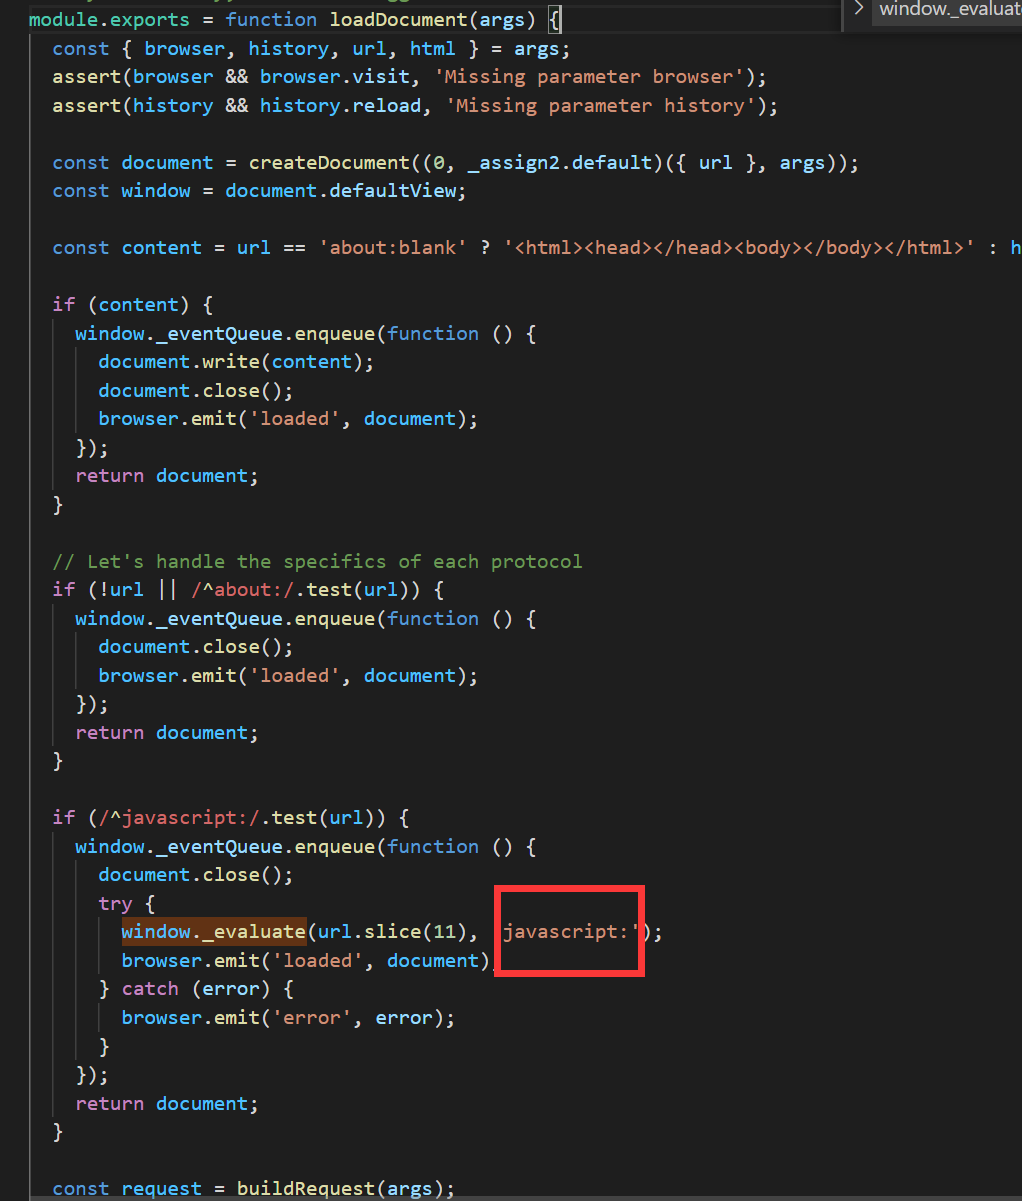 window._evaluat
module.exports = function loadDocument(args) {
const { browser, history, url, html } = args;
assert(browser && browser.visit, 'Missing parameter browser');
assert(history && history.reload, 'Missing parameter history');
const document = createDocument((0, _assign2.default)({ url }, args));
const window = document.defaultView;
const content = url == 'about:blank' ? '<html><head></head><body></body></html>' : h
if (content) {
window._eventQueue.enqueue(function () {
document.write(content);
document.close();
browser.emit('loaded', document);
});
return document;
}
// Let's handle the specifics of each protocol
if (!url || /^about:/.test(url)) {
window._eventQueue.enqueue(function () {
document.close();
browser.emit('loaded', document);
});
return document;
}
if (/^javascript:/.test(url)) {
window._eventQueue.enqueue(function () {
document.close();
try {
window._evaluate(url.slice(11), javascript:');
browser.emit('loaded', document)
} catch (error) {
browser.emit('error', error);
}
});
return document;
}
const request = buildRequest(args);